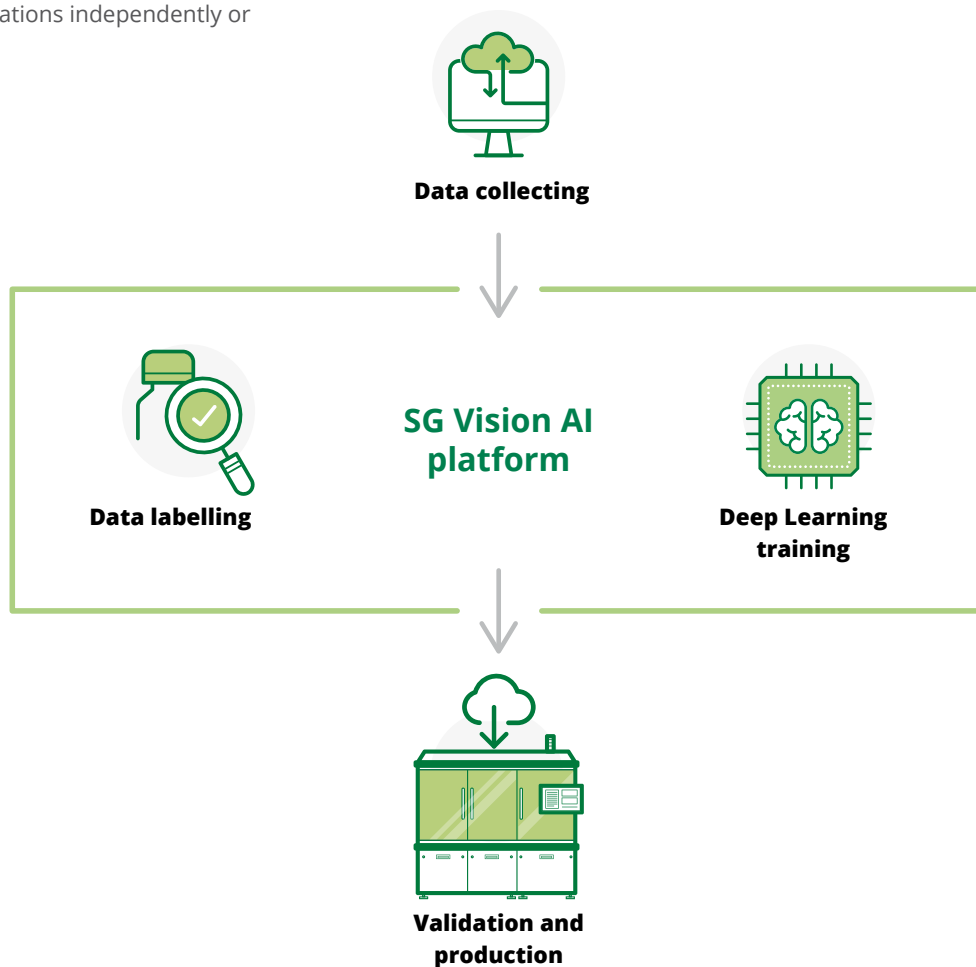 ations independently or
Data collecting
SG Vision AI
platform
Data labelling
Deep Learning
training
Validation and
production